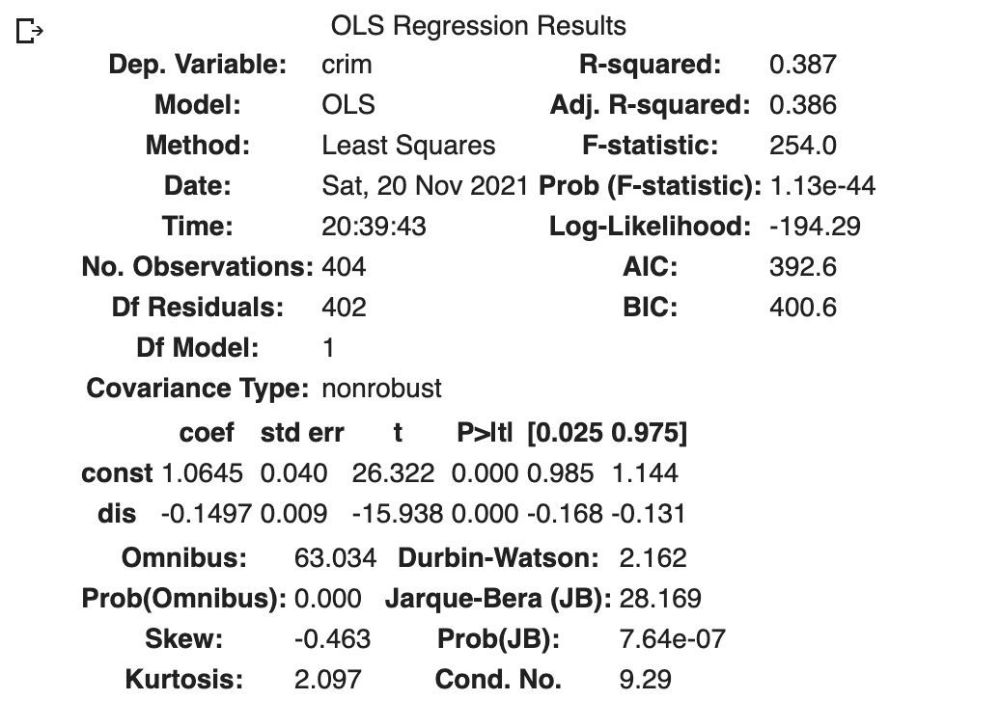 OLS Regression Results
Dep. Variable: crim R-squared: 0.387
Model: OLS Adj. R-squared: 0.386
Method: Least Squares F-statistic: 254.0
Date: Sat, 20 Nov 2021 Prob (F-statistic): 1.13e-44
Time: 20:39:43 Log-Likelihood: -194.29
No. Observations: 404 AIC: 392.6
Df Residuals: 402 BIC: 400.6
Df Model: 1
Covariance Type: nonrobust
coef std err t P>|t| [0.025 0.975]
const 1.0645 0.040 26.322 0.000 0.985 1.144
dis -0.1497 0.009 -15.938 0.000 -0.168 -0.131
Omnibus: 63.034 Durbin-Watson: 2.162
Prob(Omnibus): 0.000 Jarque-Bera (JB): 28.169
Skew: -0.463 Prob(JB): 7.64e-07
Kurtosis: 2.097 Cond. No. 9.29